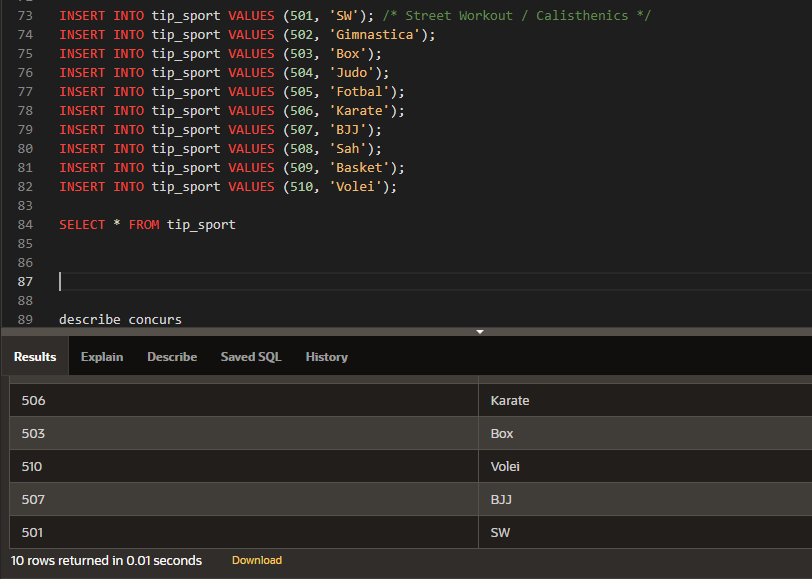 73 INSERT INTO tip_sport VALUES (501, 'SW'); /* Street Workout / Calisthenics */
74 INSERT INTO tip_sport VALUES (502, 'Gimnastica');
75 INSERT INTO tip_sport VALUES (503, 'Box');
76 INSERT INTO tip_sport VALUES (504, 'Judo');
77 INSERT INTO tip_sport VALUES (505, 'Fotbal');
78 INSERT INTO tip_sport VALUES (506, 'Karate');
79 INSERT INTO tip_sport VALUES (507, 'BJJ');
80 INSERT INTO tip_sport VALUES (508, 'Sah');
81 INSERT INTO tip_sport VALUES (509, 'Basket');
82 INSERT INTO tip_sport VALUES (510, 'Volei');
83
84 SELECT * FROM tip_sport
85
86
87
88
89 describe concurs
Results Explain Describe Saved SQL History
506 Karate
503 Box
510 Volei
507 BJJ
501 SW
10 rows returned in 0.01 seconds Download